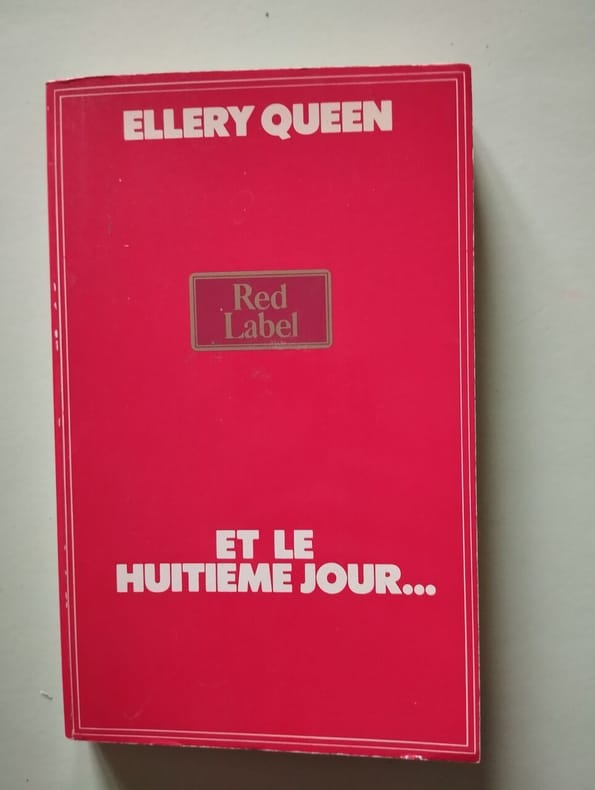 ELLERY QUEEN
Red
Label
ET LE
HUITIEME JOUR...